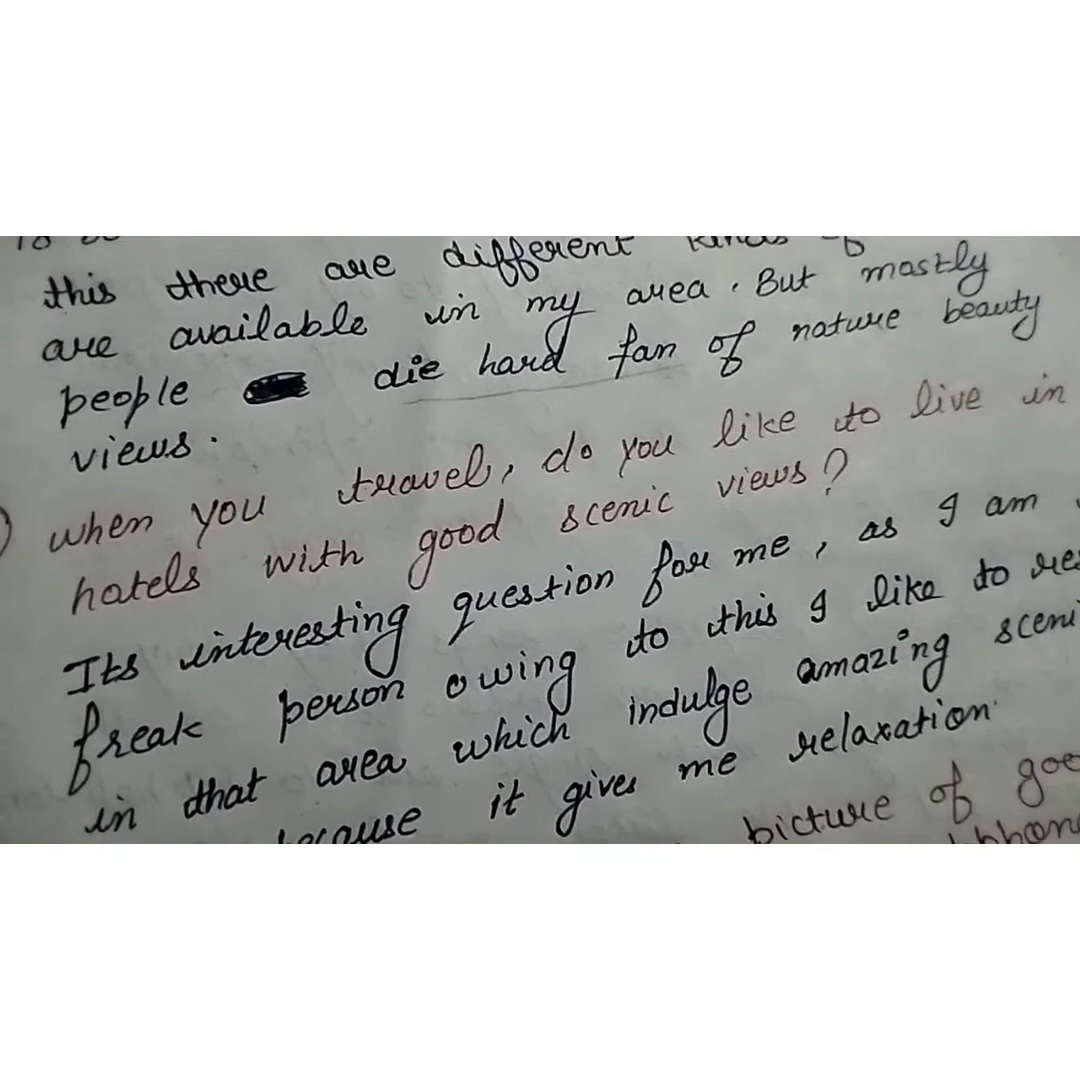 this there are different kinds
are available in my area. But mostly
people die hard fan of nature beauty
views.
when you travel, do you like to live in
hotels with good scenic views?
Its interesting question for me, as I am
freak person owing to this I like to
in that area which indulge amazing
because it gives me relaxation
picture of